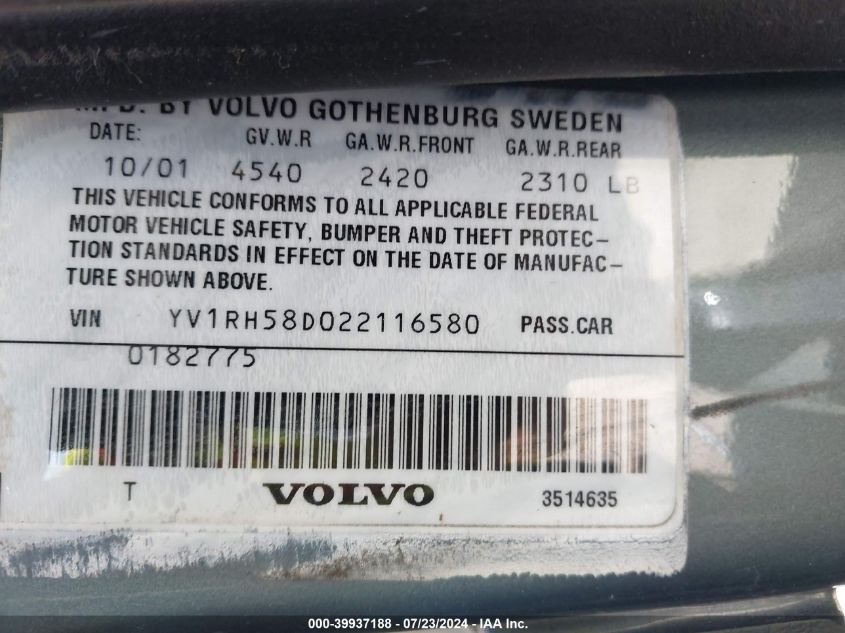 MFD. BY VOLVO GOTHENBURG SWEDEN
DATE: GV.W.R GA.W.R.FRONT GA.W.R.REAR
10/01 4540 2420 2310 LB
THIS VEHICLE CONFORMS TO ALL APPLICABLE FEDERAL
MOTOR VEHICLE SAFETY, BUMPER AND THEFT PROTEC-
TION STANDARDS IN EFFECT ON THE DATE OF MANUFAC-
TURE SHOWN ABOVE.
VIN YV1RH58D022116580 PASS.CAR
0182775
T VOLVO 3514635
000-39937188 - 07/23/2024 - IAA Inc.